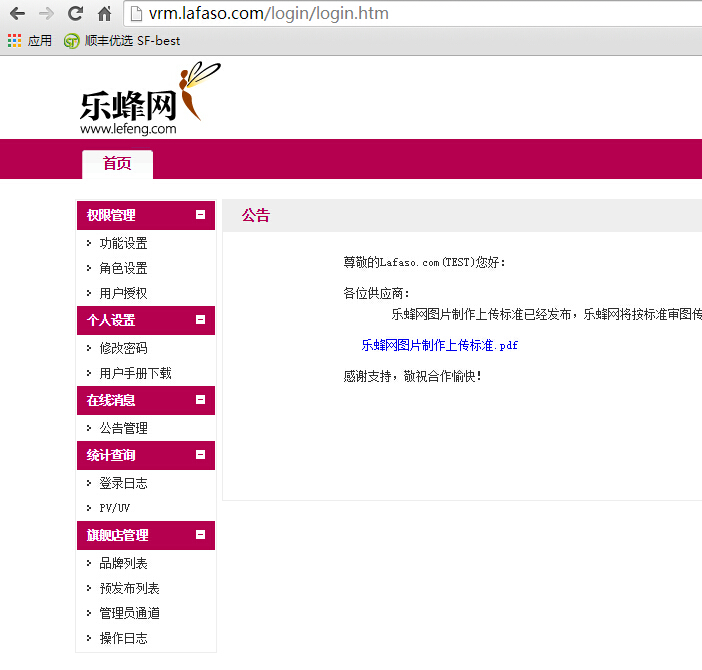 vrm.lafaso.com/login/login.htm
应用 顺丰优选 SF-best
乐蜂网
www.lefeng.com
首页
权限管理
功能设置
角色设置
用户授权
个人设置
修改密码
用户手册下载
在线消息
公告管理
统计查询
登录日志
PV/UV
旗舰店管理
品牌列表
预发布列表
管理员通道
操作日志
公告
尊敬的Lafaso.com(TEST)您好：
各位供应商：
乐蜂网图片制作上传标准已经发布，乐蜂网将按标准审图传
乐蜂网图片制作上传标准.pdf
感谢支持，敬祝合作愉快！